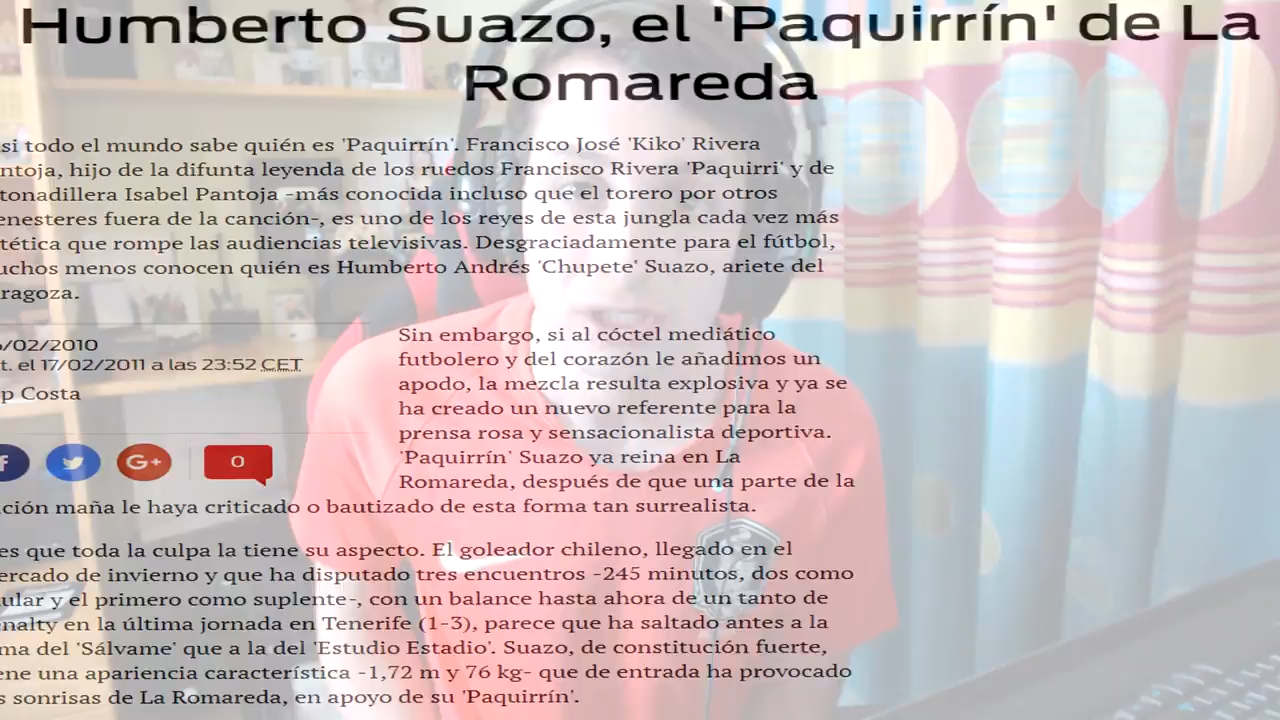 Humberto Suazo, el 'Paquirrín' de La
Romareda
si todo el mundo sabe quién es 'Paquirrín'. Francisco José 'Kiko' Rivera
ntoja, hijo de la difunta leyenda de los ruedos Francisco Rivera 'Paquirri' y de
tonadillera Isabel Pantoja -más conocida incluso que el torero por otros
enesteres fuera de la canción-, es uno de los reyes de esta jungla cada vez más
tética que rompe las audiencias televisivas. Desgraciadamente para el fútbol,
uchos menos conocen quién es Humberto Andrés 'Chupete' Suazo, ariete del
ragoza.
/02/2010
t. el 17/02/2011 a las 23:52 CET
p Costa
f G+ 0
Sin embargo, si al cóctel mediático
futbolero y del corazón le añadimos un
apodo, la mezcla resulta explosiva y ya se
ha creado un nuevo referente para la
prensa rosa y sensacionalista deportiva.
'Paquirrín' Suazo ya reina en La
Romareda, después de que una parte de la
ción maña le haya criticado o bautizado de esta forma tan surrealista.
es que toda la culpa la tiene su aspecto. El goleador chileno, llegado en el
ercado de invierno y que ha disputado tres encuentros -245 minutos, dos como
ular y el primero como suplente-, con un balance hasta ahora de un tanto de
nalty en la última jornada en Tenerife (1-3), parece que ha saltado antes a la
ma del 'Sálvame' que a la del 'Estudio Estadio'. Suazo, de constitución fuerte,
ene una apariencia característica -1,72 m y 76 kg- que de entrada ha provocado
s sonrisas de La Romareda, en apoyo de su 'Paquirrín'.